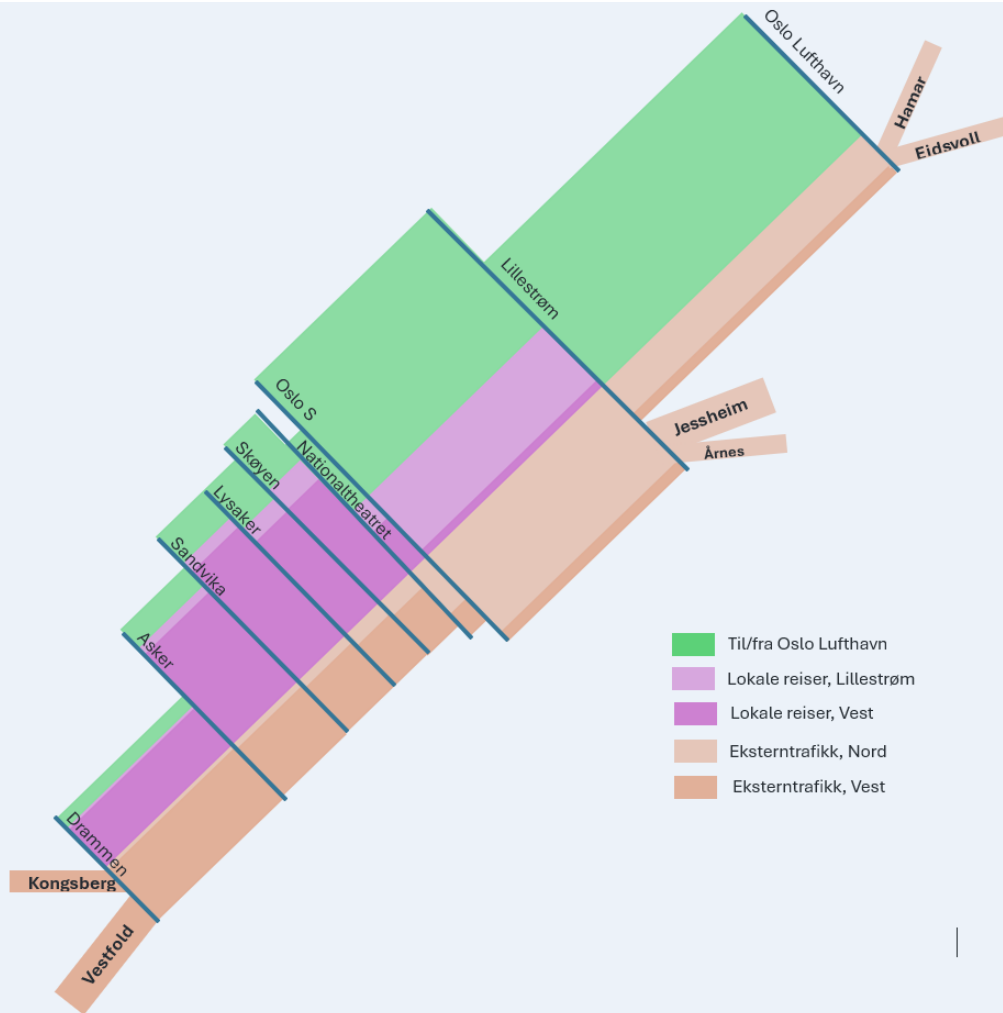 Oslo Lufthavn
Hamar
Eidsvoll
Lillestrøm
Oslo S
Jessheim
Årnes
Nationaltheatret
Skøyen
Lysaker
Sandvika
Asker
Drammen
Kongsberg
Vestfold
Til/fra Oslo Lufthavn
Lokale reiser, Lillestrøm
Lokale reiser, Vest
Eksterntrafikk, Nord
Eksterntrafikk, Vest